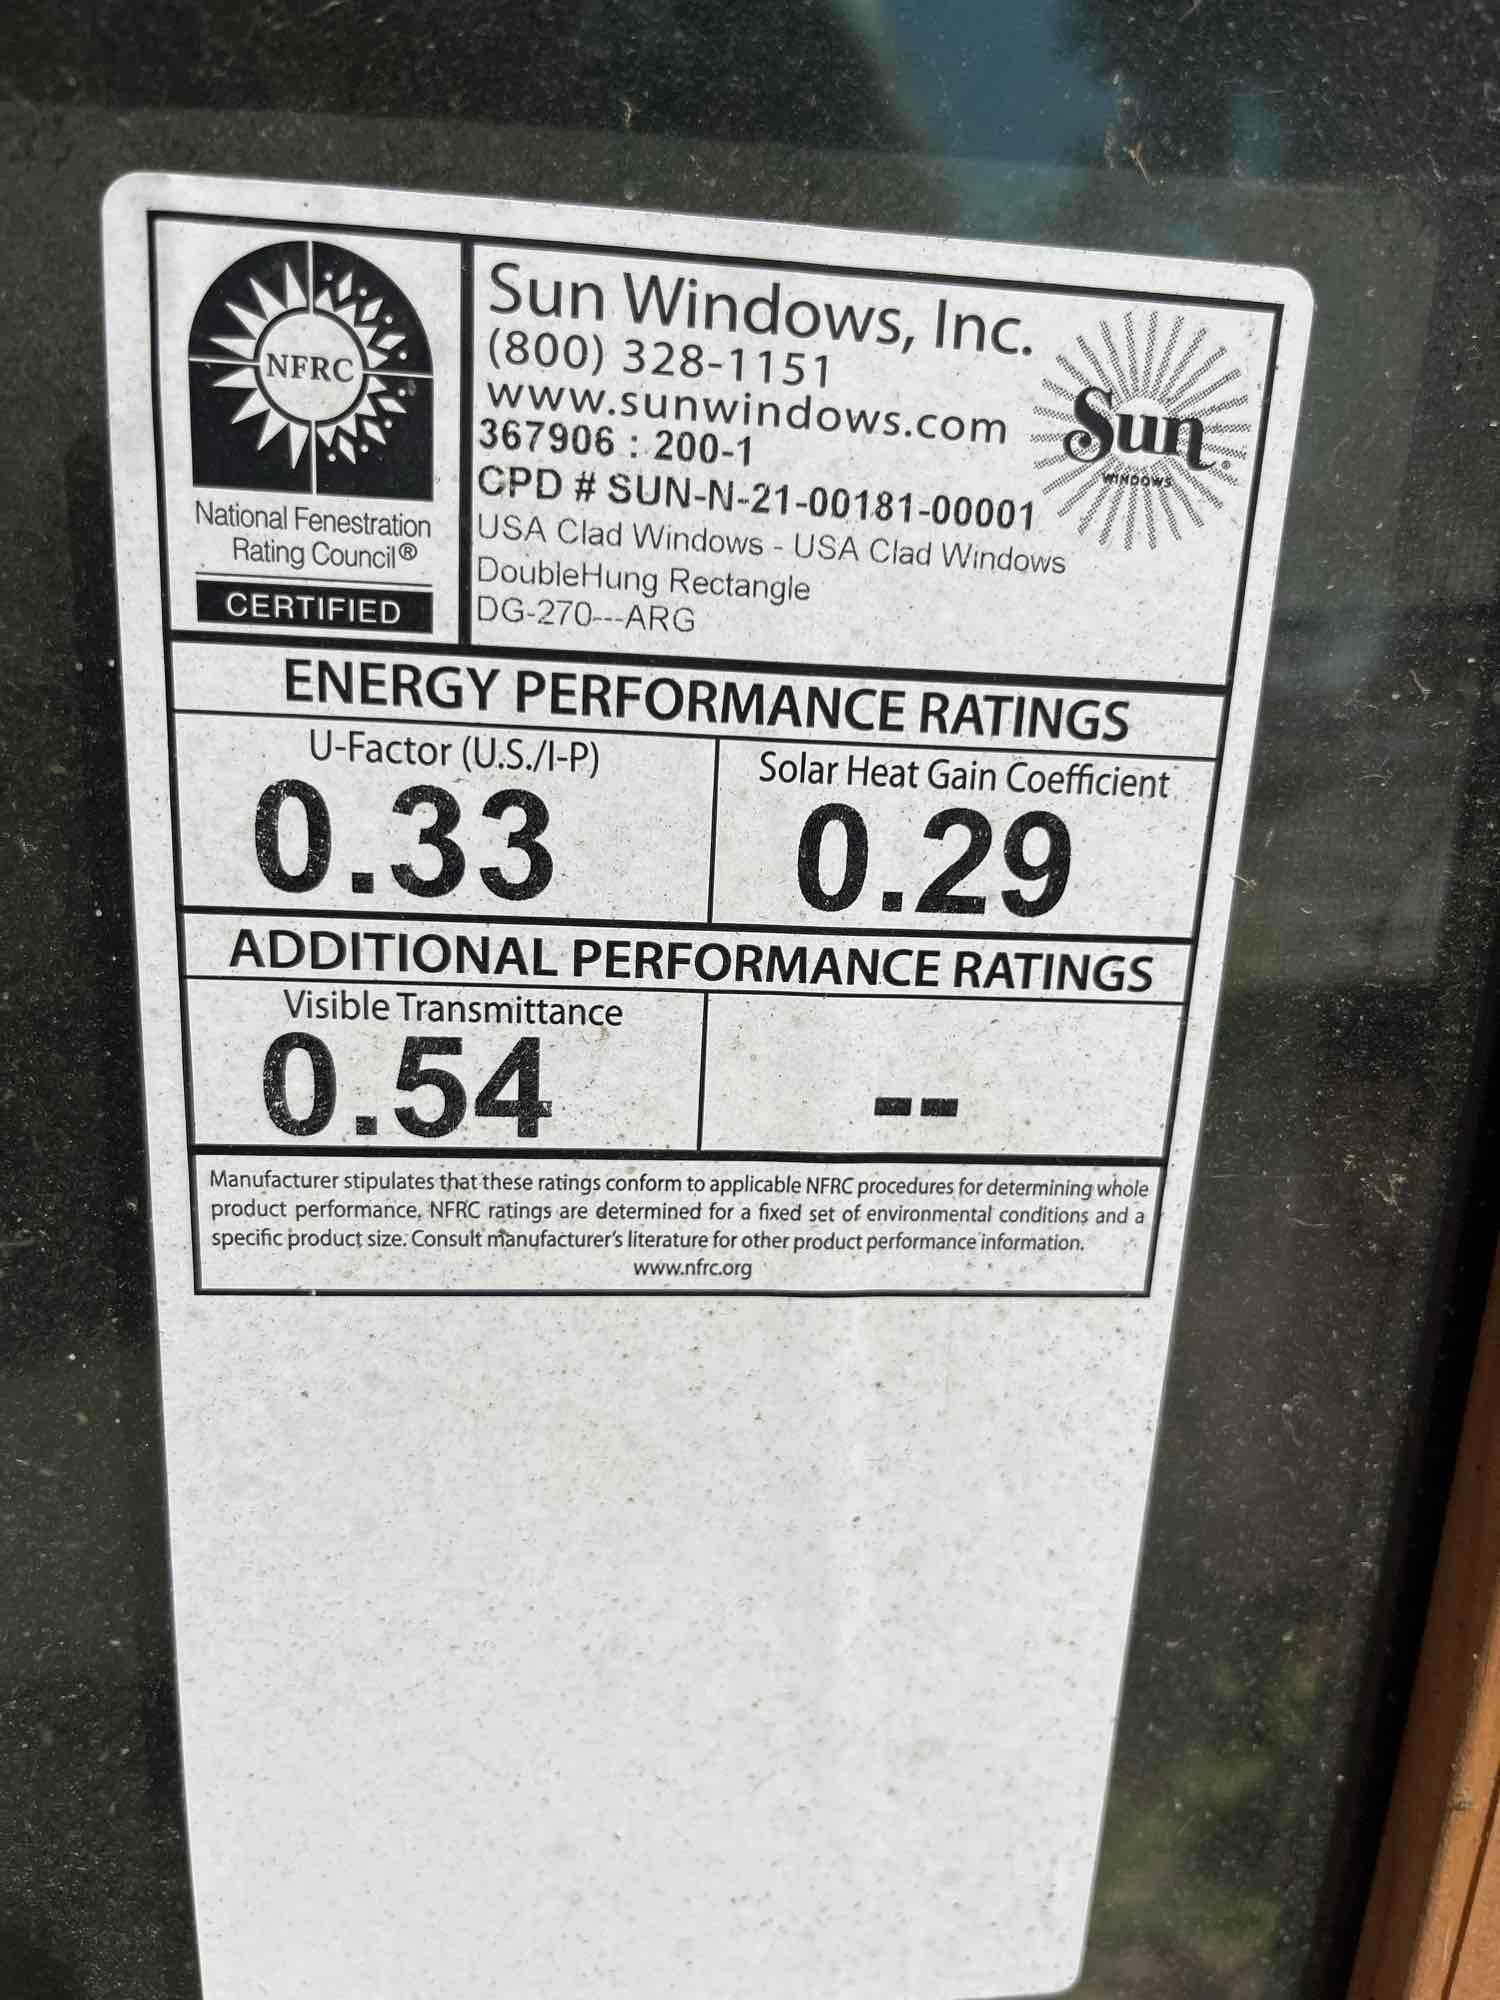 NFRC
National Fenestration
Rating Council®
CERTIFIED
Sun Windows, Inc.
(800) 328-1151
www.sunwindows.com
367906 : 200-1
CPD # SUN-N-21-00181-00001
USA Clad Windows - USA Clad Windows
DoubleHung Rectangle
DG-270---ARG
Sun®
WINDOWS
ENERGY PERFORMANCE RATINGS
U-Factor (U.S./I-P)
0.33
Solar Heat Gain Coefficient
0.29
ADDITIONAL PERFORMANCE RATINGS
Visible Transmittance
0.54
--
Manufacturer stipulates that these ratings conform to applicable NFRC procedures for determining whole
product performance. NFRC ratings are determined for a fixed set of environmental conditions and a
specific product size. Consult manufacturer's literature for other product performance information.
www.nfrc.org